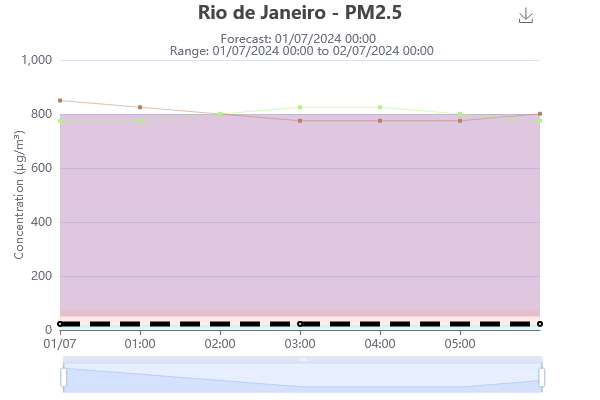 Rio de Janeiro - PM2.5
Forecast: 01/07/2024 00:00
Range: 01/07/2024 00:00 to 02/07/2024 00:00
Concentration (µg/m³)
1,000
800
600
400
200
0
01/07 01:00 02:00 03:00 04:00 05:00